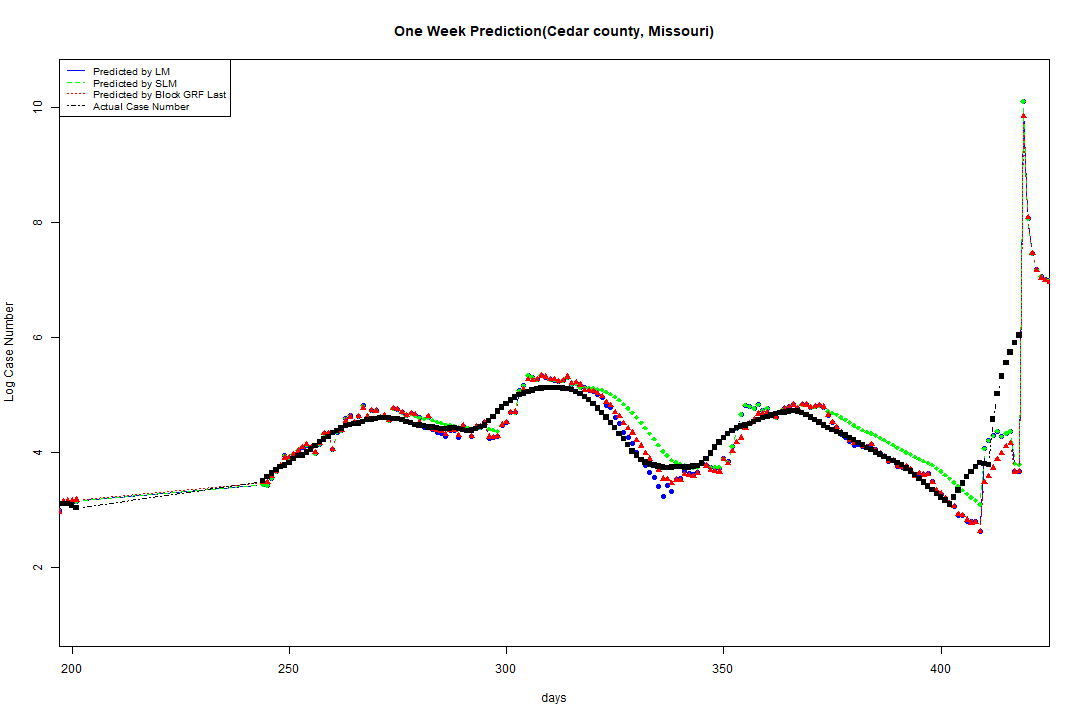 One Week Prediction(Cedar county, Missouri)
Predicted by LM
Predicted by SLM
Predicted by Block GRF Last
Actual Case Number
10
8
6
4
2
Log Case Number
200 250 300 350 400
days